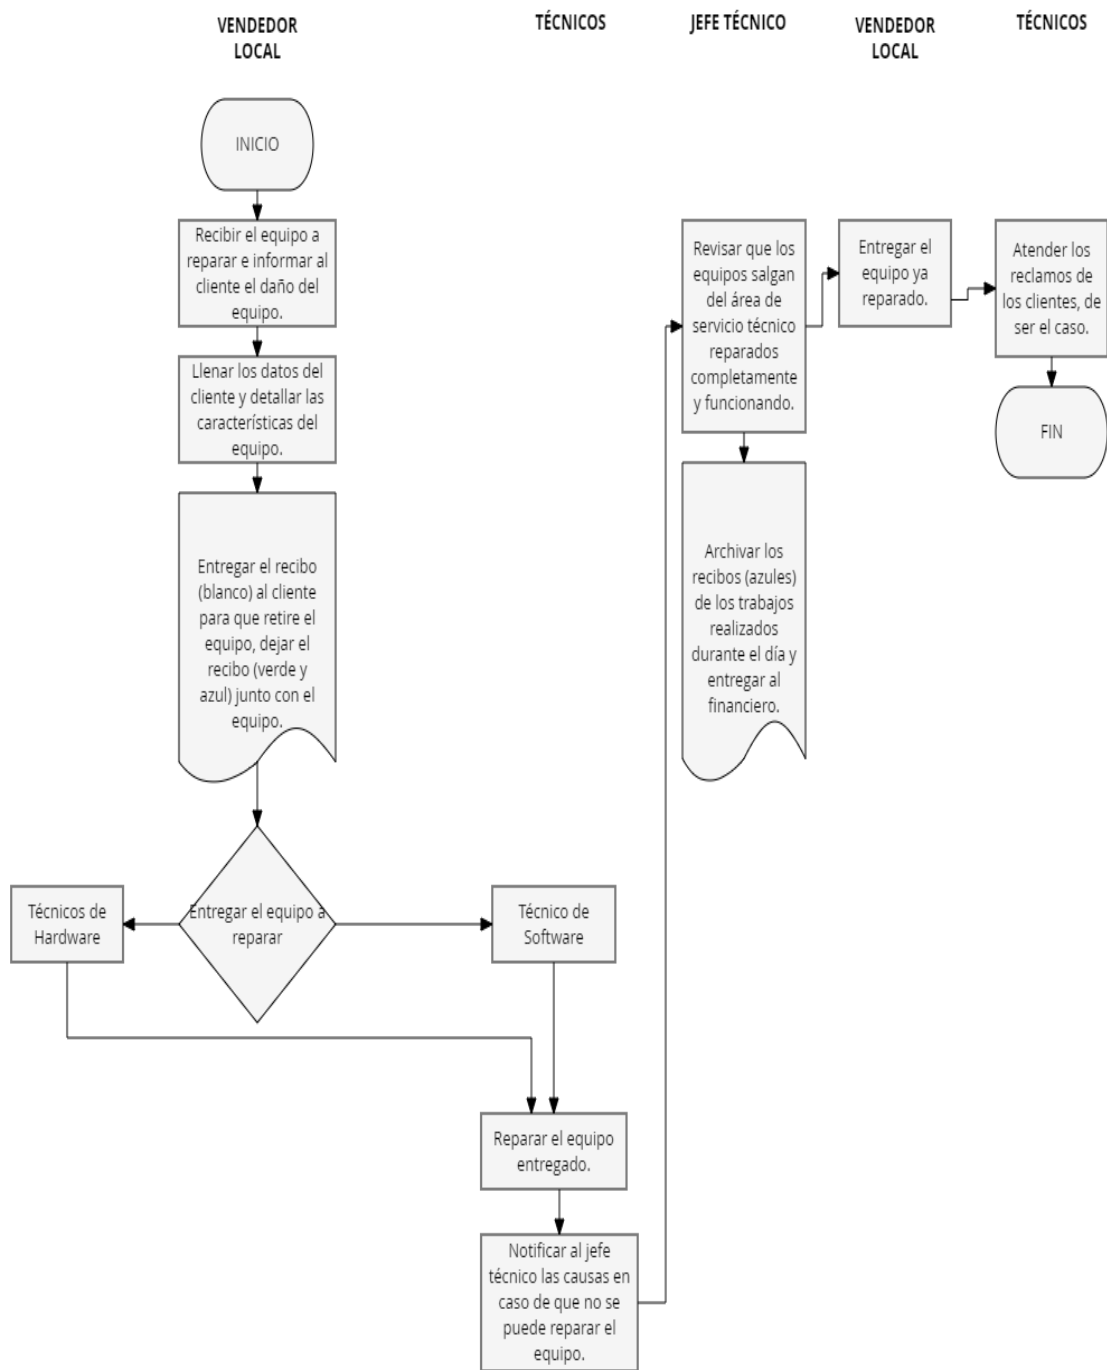 VENDEDOR
LOCAL
TÉCNICOS
JEFE TÉCNICO
VENDEDOR
LOCAL
TÉCNICOS
INICIO
Recibir el equipo a
reparar e informar al
cliente el daño del
equipo.
Llenar los datos del
cliente y detallar las
características del
equipo.
Entregar el recibo
(blanco) al cliente
para que retire el
equipo, dejar el
recibo (verde y
azul) junto con el
equipo.
Entregar el equipo a
reparar
Técnicos de
Hardware
Técnico de
Software
Reparar el equipo
entregado.
Notificar al jefe
técnico las causas en
caso de que no se
puede reparar el
equipo.
Revisar que los
equipos salgan
del área de
servicio técnico
reparados
completamente
y funcionando.
Archivar los
recibos (azules)
de los trabajos
realizados
durante el día y
entregar al
financiero.
Entregar el
equipo ya
reparado.
Atender los
reclamos de
los clientes, de
ser el caso.
FIN